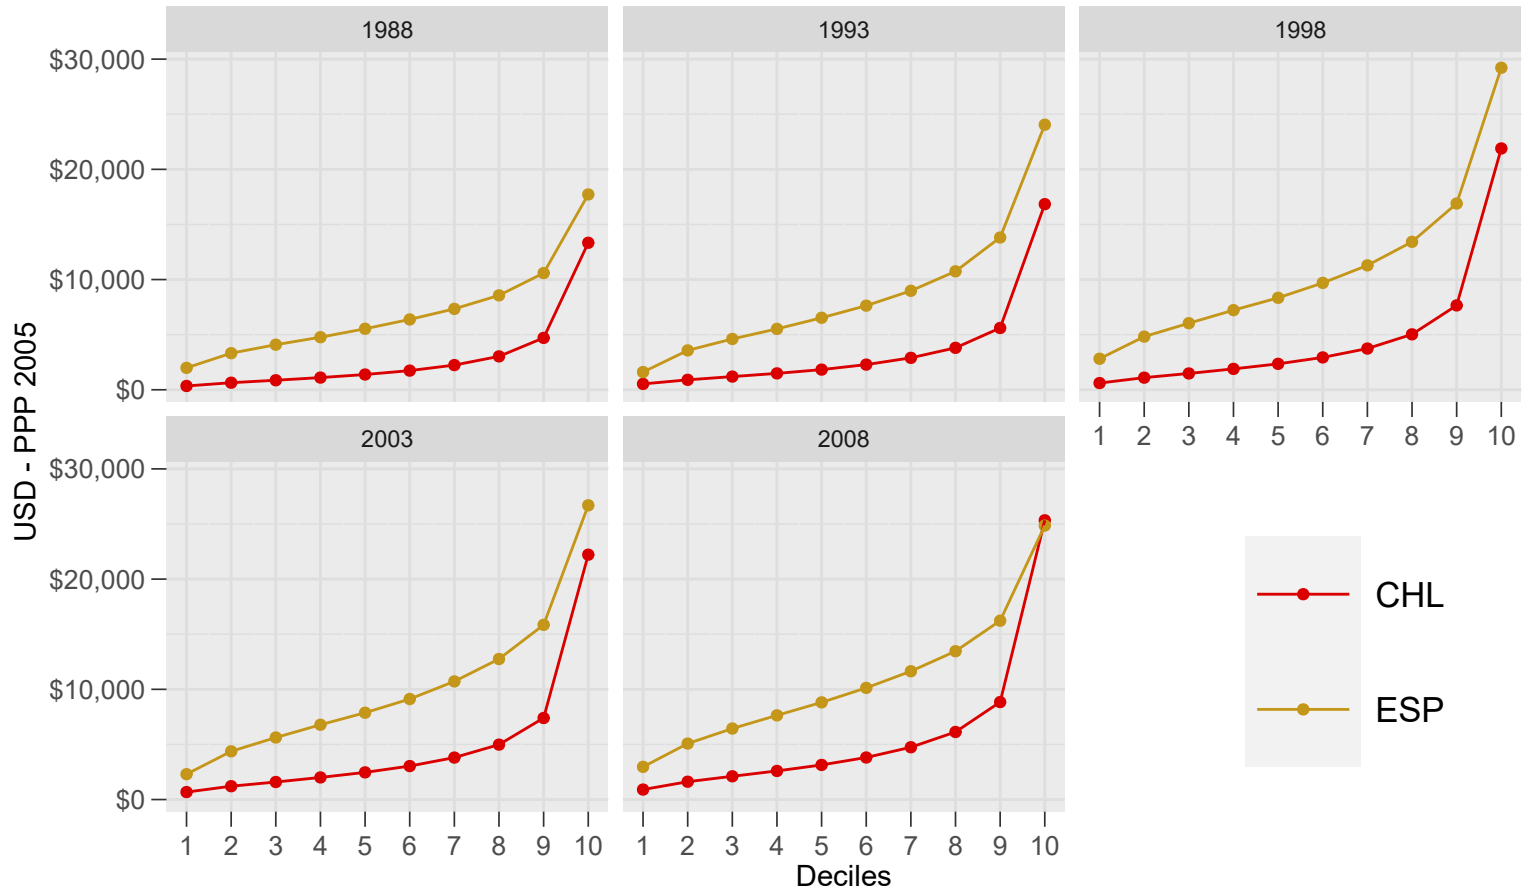 1988
1993
1998
$30,000
$20,000
$10,000
$0
1 2 3 4 5 6 7 8 9 10
2003
2008
$30,000
$20,000
$10,000
$0
1 2 3 4 5 6 7 8 9 10
1 2 3 4 5 6 7 8 9 10
USD - PPP 2005
Deciles
CHL
ESP